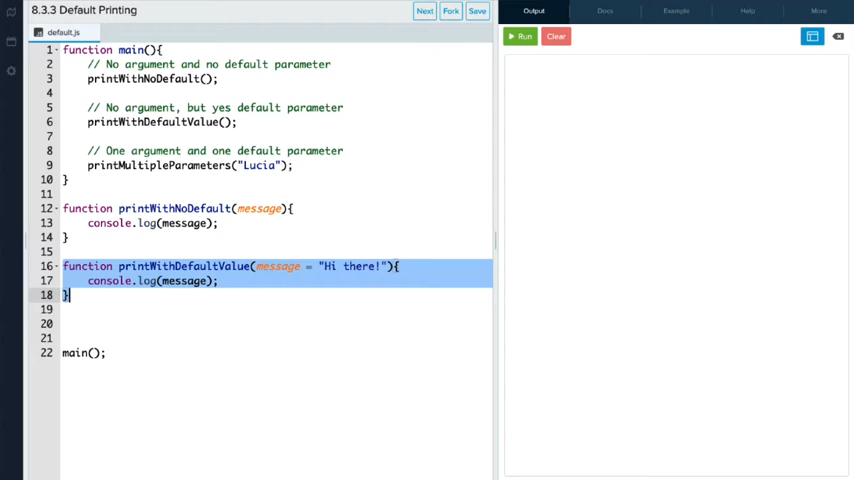 8.3.3 Default Printing
Next
Fork
Save
Output
Docs
Example
Help
More
default.js
Run
Clear
1 function main(){
2 // No argument and no default parameter
3 printWithNoDefault();
4
5 // No argument, but yes default parameter
6 printWithDefaultValue();
7
8 // One argument and one default parameter
9 printMultipleParameters("Lucia");
10 }
11
12 function printWithNoDefault(message){
13 console.log(message);
14 }
15
16 function printWithDefaultValue(message = "Hi there!"){
17 console.log(message);
18 }
19
20
21
22 main();